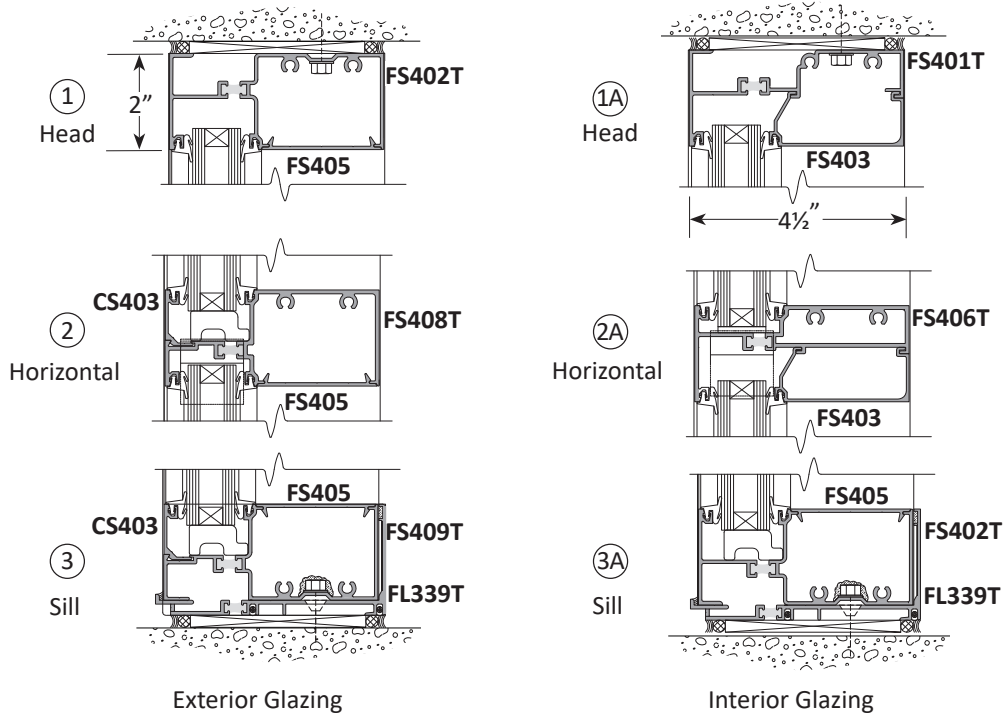 FS402T
1
2”
Head
FS405
FS401T
1A
Head
FS403
4½”
CS403
FS408T
2
Horizontal
FS405
FS406T
2A
Horizontal
FS403
FS405
CS403
FS409T
3
Sill
FL339T
Exterior Glazing
FS405
FS402T
3A
Sill
FL339T
Interior Glazing